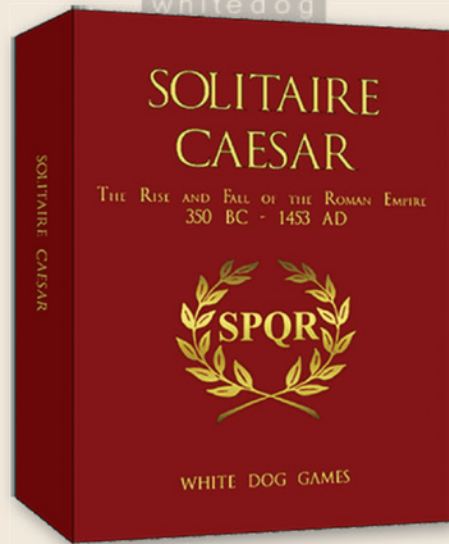 whitedog
SOLITAIRE
CAESAR
THE RISE AND FALL OF THE ROMAN EMPIRE
350 BC - 1453 AD
SPQR
WHITE DOG GAMES
SOLITAIRE CAESAR